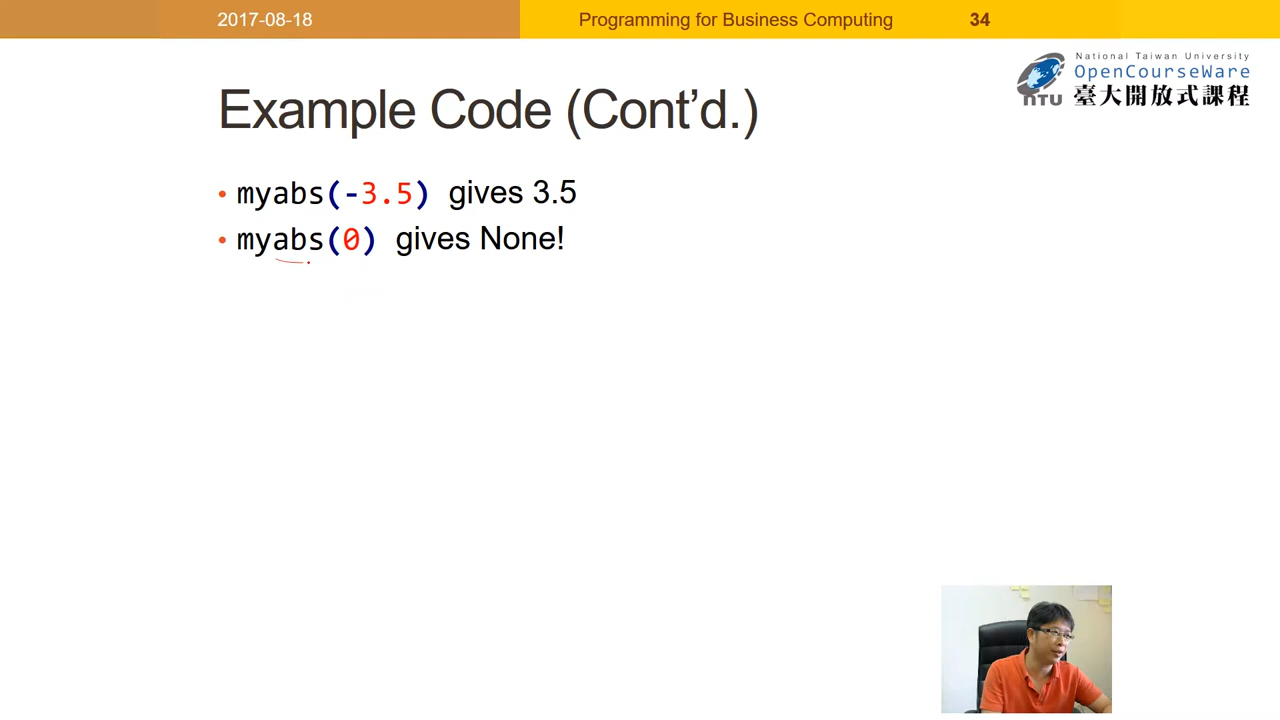 2017-08-18 Programming for Business Computing 34
National Taiwan University
OpenCourseWare
NTU 臺大開放式課程
Example Code (Cont’d.)
• myabs(-3.5) gives 3.5
• myabs(0) gives None!